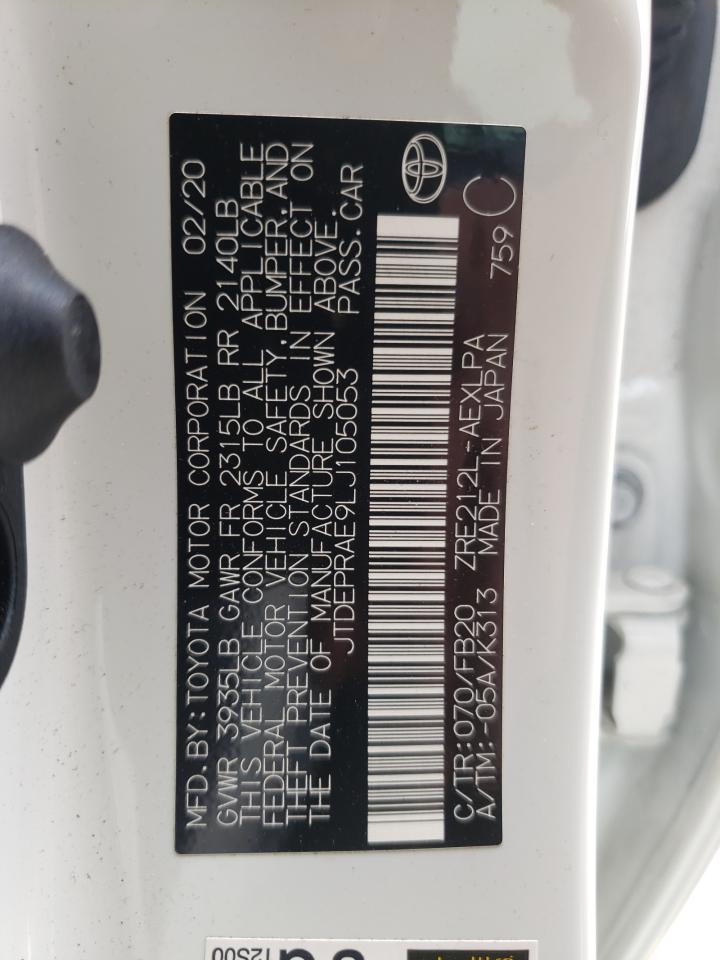 MFD. BY: TOYOTA MOTOR CORPORATION 02/20
GVWR 3935LB GAWR FR 2315LB RR 2140LB
THIS VEHICLE CONFORMS TO ALL APPLICABLE
FEDERAL MOTOR VEHICLE SAFETY, BUMPER, AND
THEFT PREVENTION STANDARDS IN EFFECT ON
THE DATE OF MANUFACTURE SHOWN ABOVE.
JTDEPRAE9LJ105053 PASS. CAR
C/TR: 070/FB20 ZRE212L-AEXLPA
A/TM: -05A/K313 MADE IN JAPAN 759 C
12S00